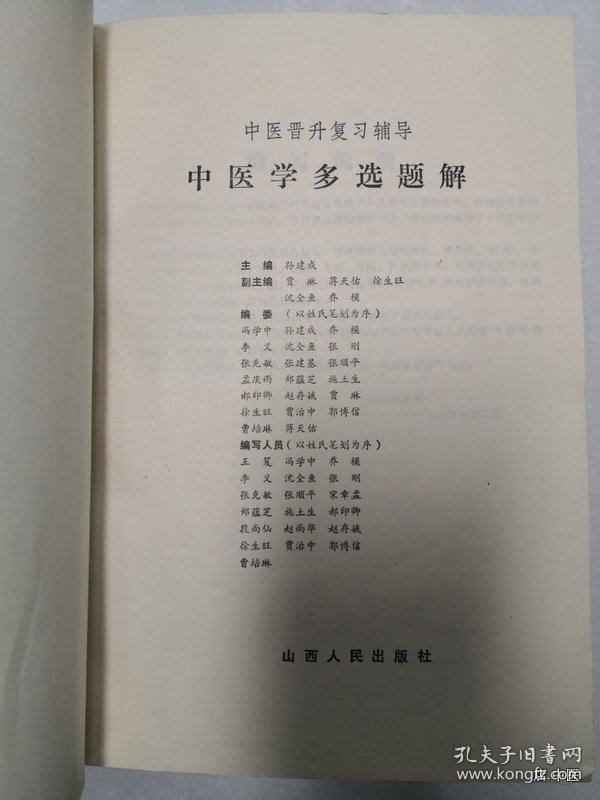 中医晋升复习辅导
中医学多选题解
主编 孙建成
副主编 贾琳 蒋天佑 徐生旺
沈全鱼 乔模
编委（以姓氏笔划为序）
冯学中 孙建成 乔模
李义 沈全鱼 张刚
张克敏 张建基 张顺平
孟庆雨 郑蕴芝 施土生
郝印卿 赵存娥 贾琳
徐生旺 贾治中 郭博信
曹培琳 蒋天佑
编写人员（以姓氏笔划为序）
王笈 冯学中 乔模
李义 沈全鱼 张刚
张克敏 张顺平 宋章孟
郑蕴芝 施土生 郝印卿
段尚仙 赵尚华 赵存娥
徐生旺 贾治中 郭博信
曹培琳
山西人民出版社
孔夫子旧书网
www.kongfz.com
店中医